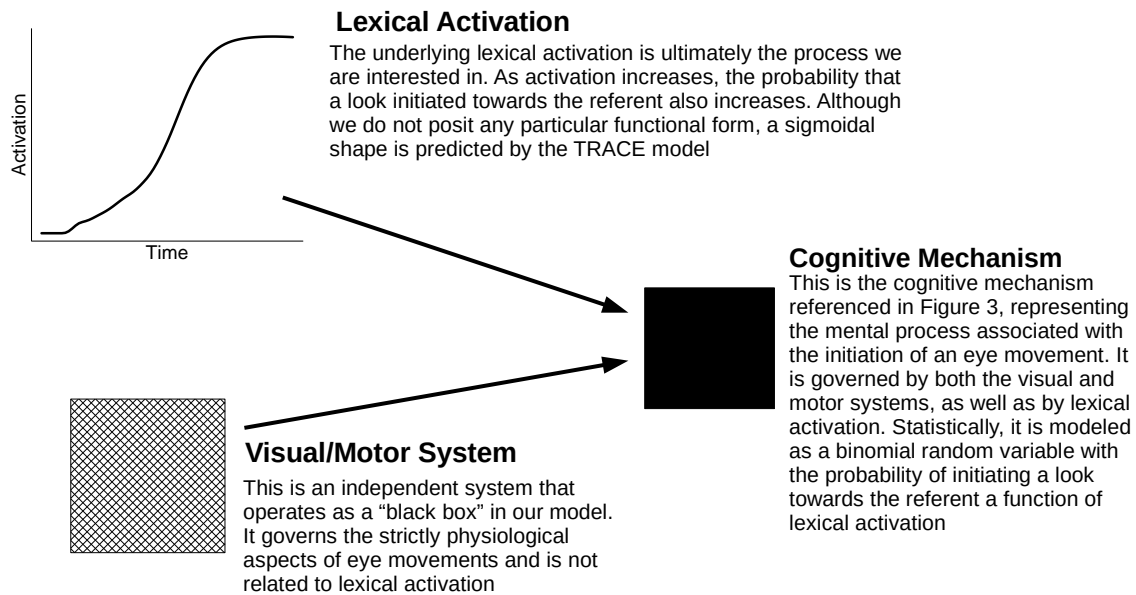 Lexical Activation
The underlying lexical activation is ultimately the process we
are interested in. As activation increases, the probability that
a look initiated towards the referent also increases. Although
we do not posit any particular functional form, a sigmoidal
shape is predicted by the TRACE model
Activation
Time
Cognitive Mechanism
This is the cognitive mechanism
referenced in Figure 3, representing
the mental process associated with
the initiation of an eye movement. It
is governed by both the visual and
motor systems, as well as by lexical
activation. Statistically, it is modeled
as a binomial random variable with
the probability of initiating a look
towards the referent a function of
lexical activation
Visual/Motor System
This is an independent system that
operates as a “black box” in our model.
It governs the strictly physiological
aspects of eye movements and is not
related to lexical activation